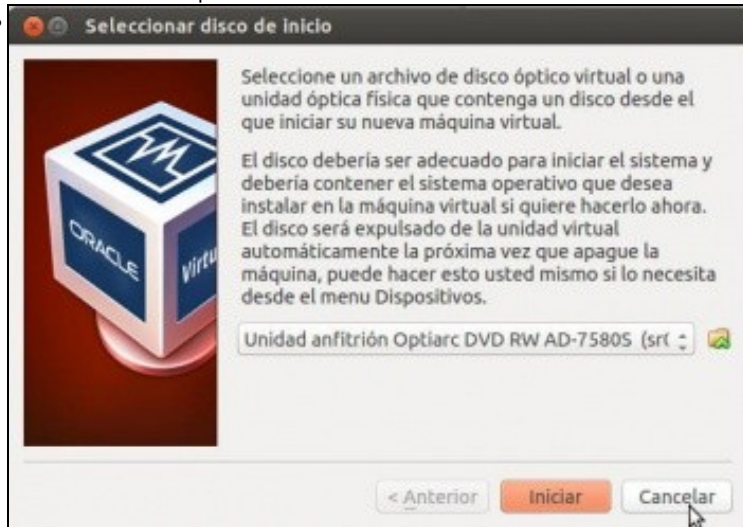 Seleccionar disco de inicio
Seleccione un archivo de disco óptico virtual o una
unidad óptica física que contenga un disco desde el
que iniciar su nueva máquina virtual.
El disco debería ser adecuado para iniciar el sistema y
debería contener el sistema operativo que desea
instalar en la máquina virtual si quiere hacerlo ahora.
El disco será expulsado de la unidad virtual
automáticamente la próxima vez que apague la
máquina, puede hacer esto usted mismo si lo necesita
desde el menu Dispositivos.
ORACLE
Virtu
Unidad anfitrión Optiarc DVD RW AD-7580S (sr(
< Anterior
Iniciar
Cancelar